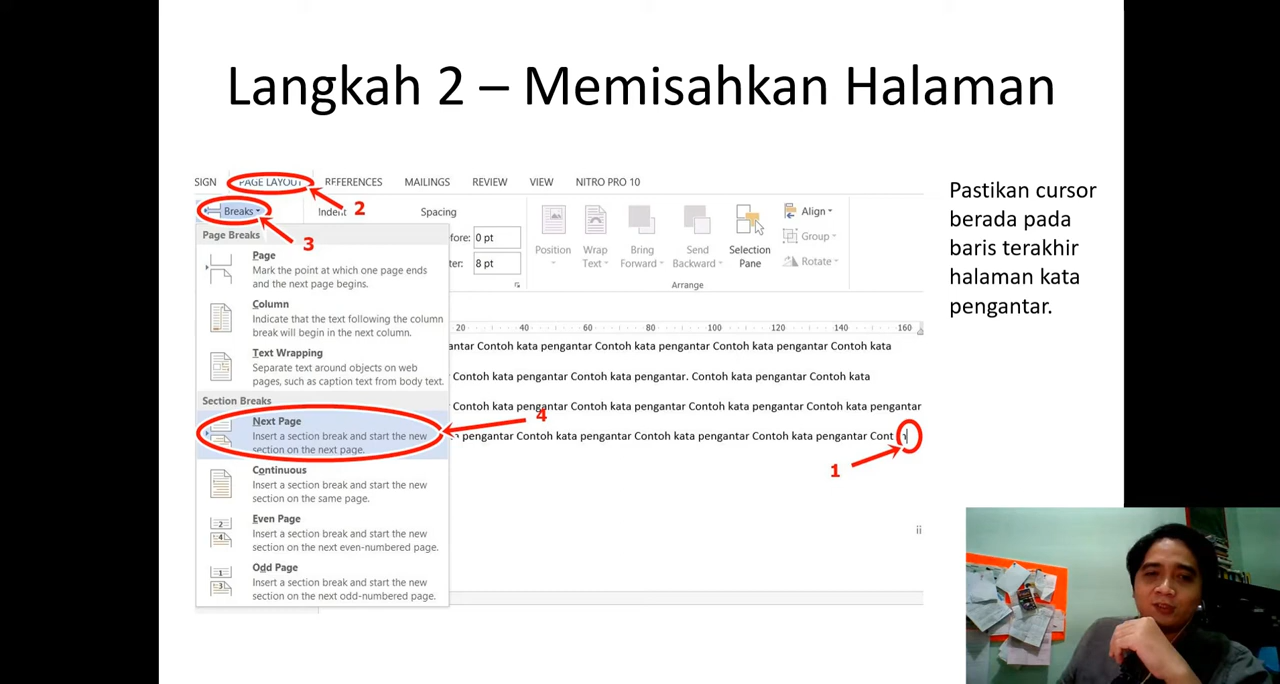 Langkah 2 – Memisahkan Halaman
SIGN PAGE LAYOUT REFERENCES MAILINGS REVIEW VIEW NITRO PRO 10
2
Breaks Indent Spacing
3
Page Breaks
Page
Mark the point at which one page ends
and the next page begins.
Column
Indicate that the text following the column
break will begin in the next column.
Text Wrapping
Separate text around objects on web
pages, such as caption text from body text.
Section Breaks
Next Page
Insert a section break and start the new
section on the next page.
Continuous
Insert a section break and start the new
section on the same page.
Even Page
Insert a section break and start the new
section on the next even-numbered page.
Odd Page
Insert a section break and start the new
section on the next odd-numbered page.
fore: 0 pt
ter: 8 pt
Position
Wrap
Text
Bring
Forward
Send
Backward
Selection
Pane
Align
Group
Rotate
Arrange
20 40 60 80 100 120 140 160
antar Contoh kata pengantar Contoh kata pengantar Contoh kata pengantar Contoh kata
Contoh kata pengantar Contoh kata pengantar. Contoh kata pengantar Contoh kata
Contoh kata pengantar Contoh kata pengantar Contoh kata pengantar Contoh kata pengantar
pengantar Contoh kata pengantar Contoh kata pengantar Contoh kata pengantar Cont
4
1
ii
Pastikan cursor
berada pada
baris terakhir
halaman kata
pengantar.